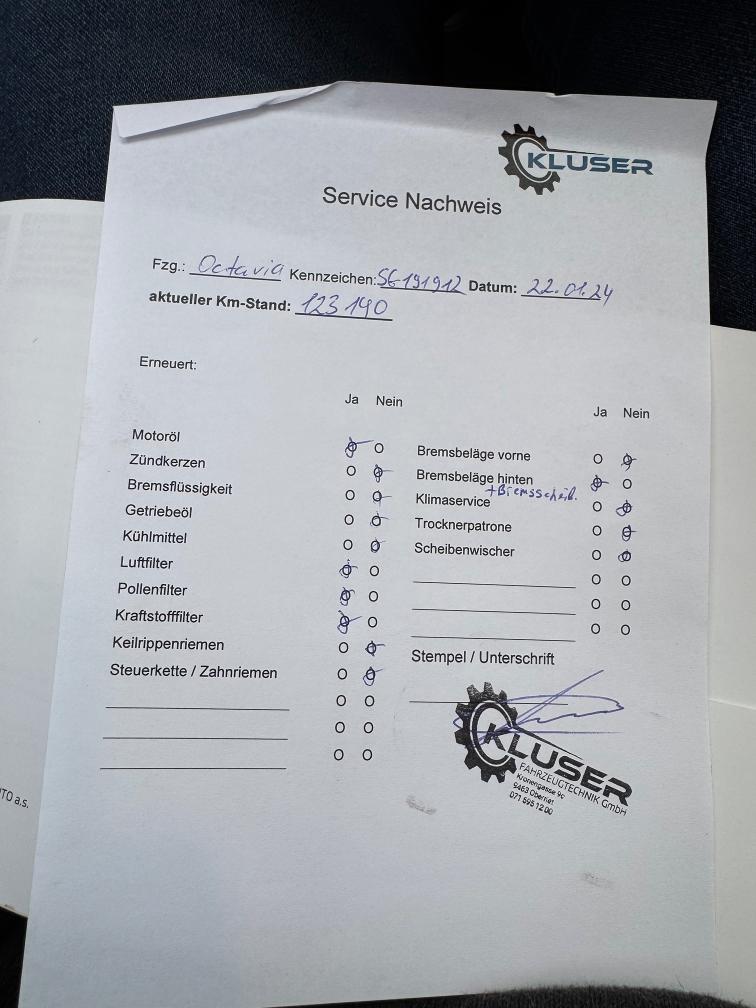 KLUSER
Service Nachweis
Fzg.: Octavia Kennzeichen: SG 191912 Datum: 22.01.24
aktueller Km-Stand: 123 190
Erneuert:
Ja Nein
Motoröl
Zündkerzen
Bremsflüssigkeit
Getriebeöl
Kühlmittel
Luftfilter
Pollenfilter
Kraftstofffilter
Keilrippenriemen
Steuerkette / Zahnriemen
Ja Nein
Bremsbeläge vorne
Bremsbeläge hinten
+Bremsscheib.
Klimaservice
Trocknerpatrone
Scheibenwischer
Stempel / Unterschrift
KLUSER
FAHRZEUGTECHNIK GmbH
Kronengasse 9c
9463 Oberriet
071 595 12 00
TO a.s.